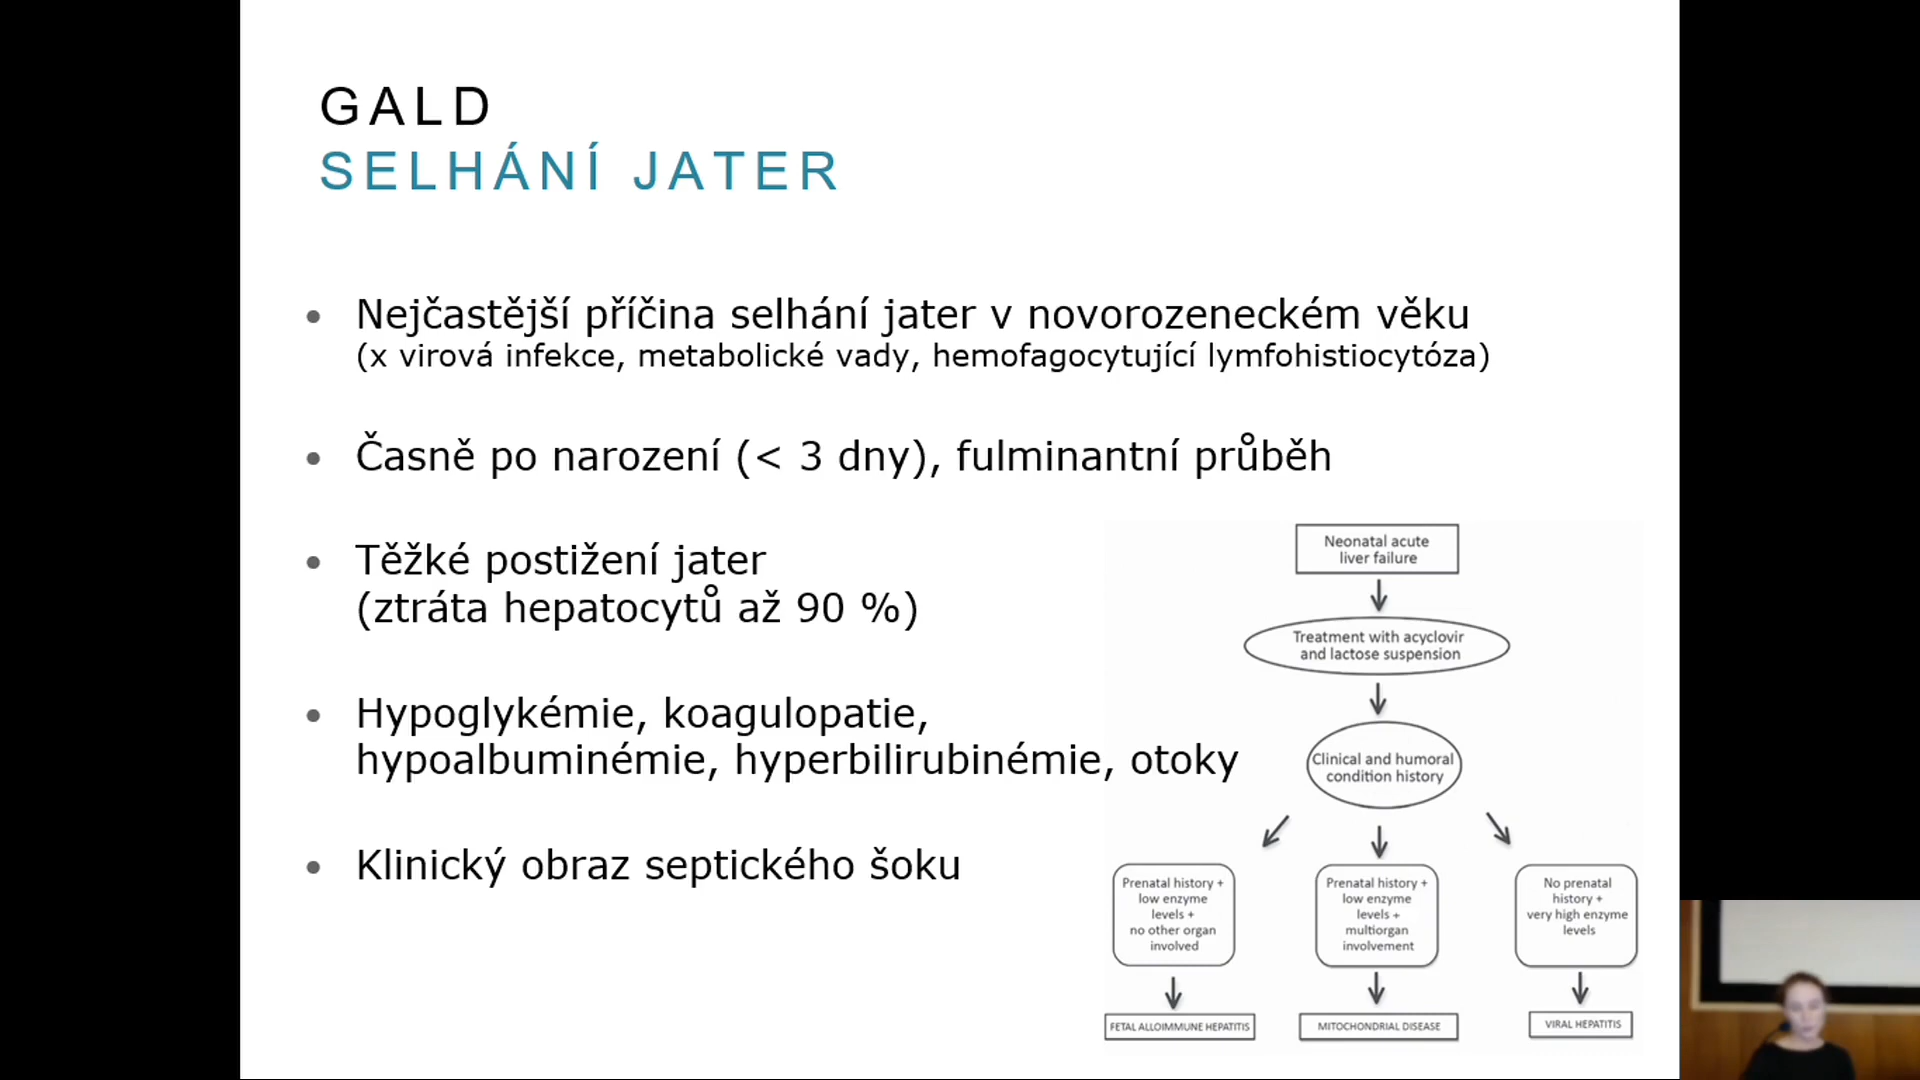 GALD
SELHÁNÍ JATER
• Nejčastější příčina selhání jater v novorozeneckém věku
(x virová infekce, metabolické vady, hemofagocytující lymfohistiocytóza)
• Časně po narození (< 3 dny), fulminantní průběh
• Těžké postižení jater
(ztráta hepatocytů až 90 %)
• Hypoglykémie, koagulopatie,
hypoalbuminémie, hyperbilirubinémie, otoky
• Klinický obraz septického šoku
Neonatal acute
liver failure
Treatment with acyclovir
and lactose suspension
Clinical and humoral
condition history
Prenatal history +
low enzyme
levels +
no other organ
involved
Prenatal history +
low enzyme
levels +
multiorgan
involvement
No prenatal
history +
very high enzyme
levels
FETAL ALLOIMMUNE HEPATITIS
MITOCHONDRIAL DISEASE
VIRAL HEPATITIS